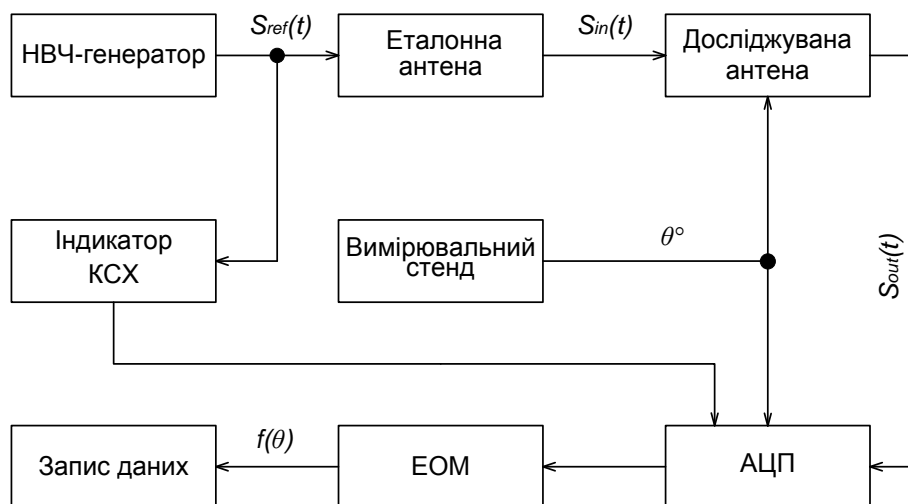 НВЧ-генератор
Sref(t)
Еталонна
антена
Sin(t)
Досліджувана
антена
Індикатор
КСХ
Вимірювальний
стенд
θ°
Sout(t)
Запис даних
f(θ)
ЕОМ
АЦП